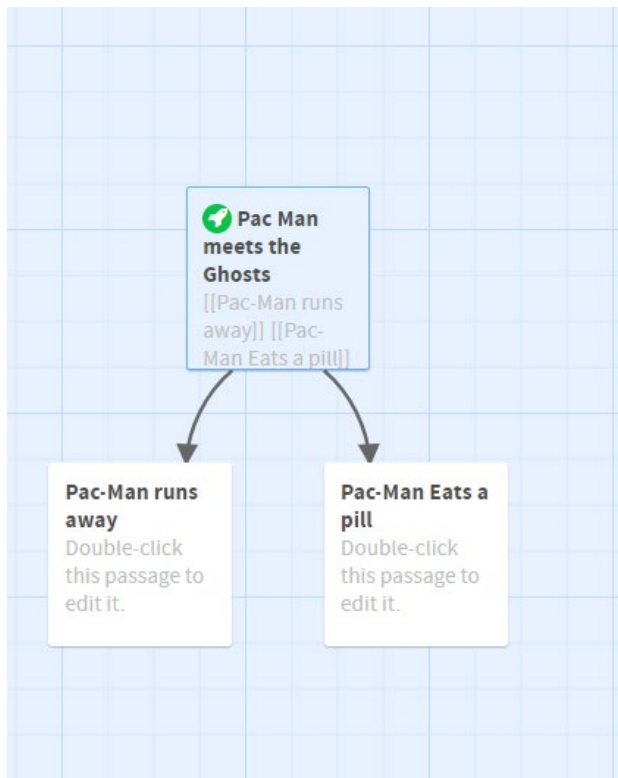 Pac Man
meets the
Ghosts
[[Pac-Man runs
away]] [[Pac-
Man Eats a pill]]
Pac-Man runs
away
Double-click
this passage to
edit it.
Pac-Man Eats a
pill
Double-click
this passage to
edit it.